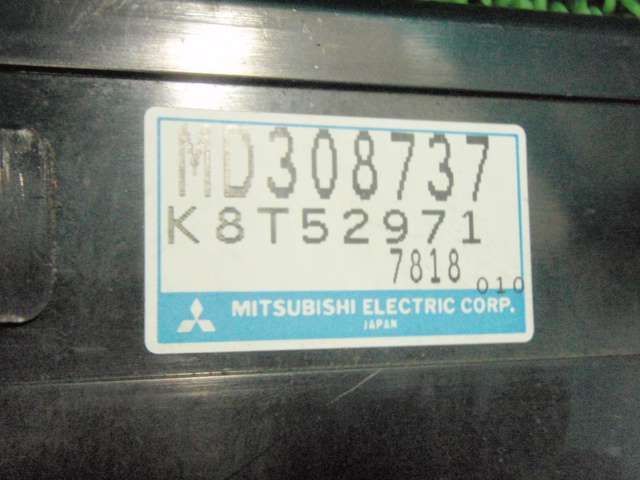 MD308737
K8T52971
7818 010
MITSUBISHI ELECTRIC CORP.
JAPAN